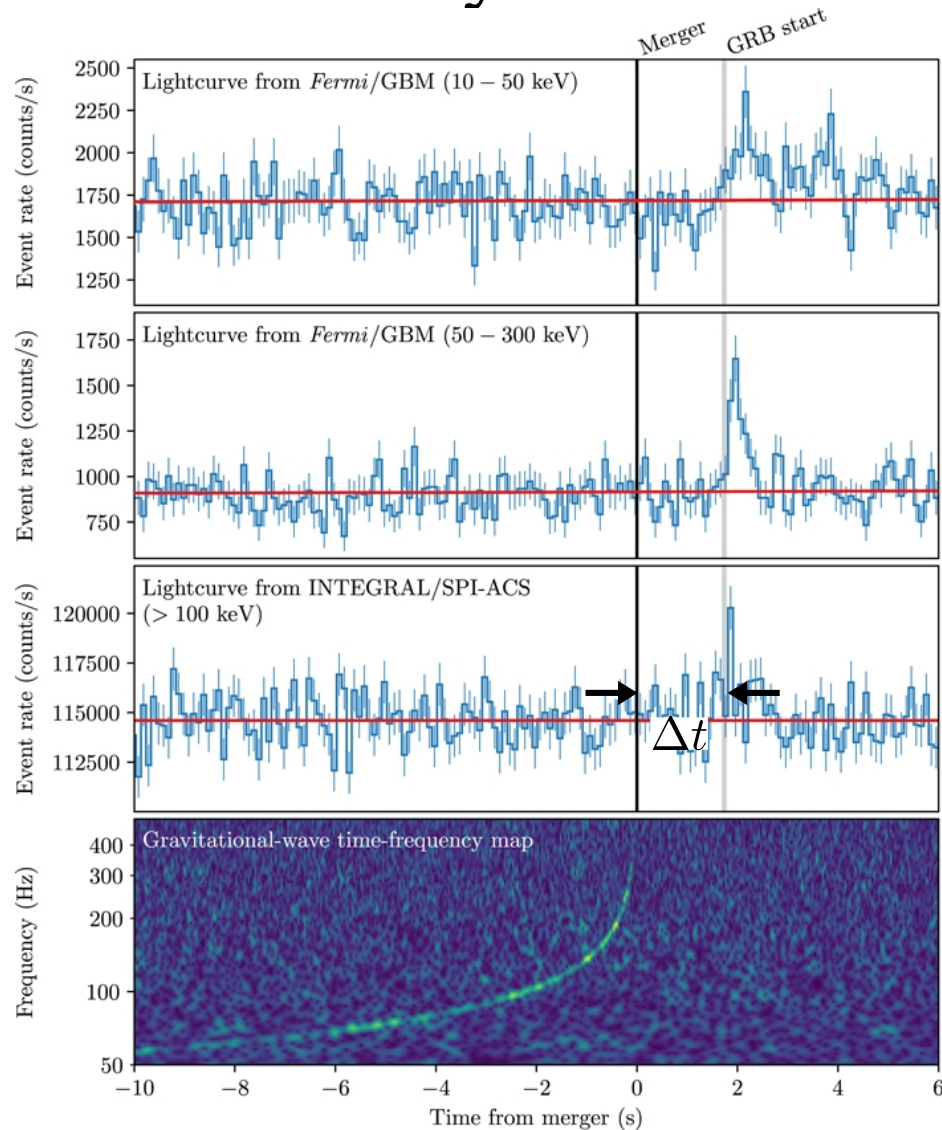 Merger
GRB start
Lightcurve from Fermi/GBM (10 – 50 keV)
Event rate (counts/s)
2500
2250
2000
1750
1500
1250
Lightcurve from Fermi/GBM (50 – 300 keV)
Event rate (counts/s)
1750
1500
1250
1000
750
Lightcurve from INTEGRAL/SPI-ACS
(> 100 keV)
Event rate (counts/s)
120000
117500
115000
112500
Δt
Gravitational-wave time-frequency map
Frequency (Hz)
400
300
200
100
50
−10 −8 −6 −4 −2 0 2 4 6
Time from merger (s)